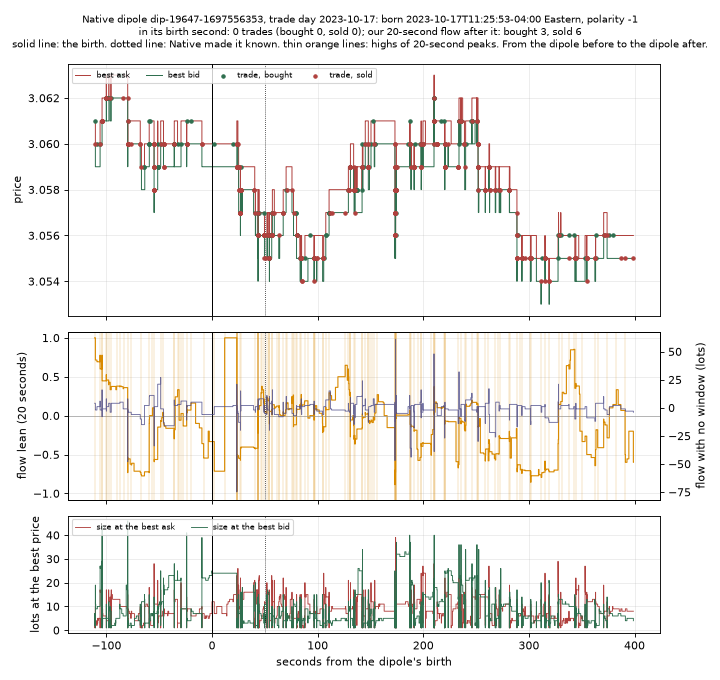 Native dipole dip-19647-1697556353, trade day 2023-10-17: born 2023-10-17T11:25:53-04:00 Eastern, polarity -1
in its birth second: 0 trades (bought 0, sold 0); our 20-second flow after it: bought 3, sold 6
solid line: the birth. dotted line: Native made it known. thin orange lines: highs of 20-second peaks. From the dipole before to the dipole after.
best ask
best bid
trade, bought
trade, sold
3.062
3.060
3.058
3.056
3.054
price
1.0
0.5
0.0
−0.5
−1.0
flow lean (20 seconds)
50
25
0
−25
−50
−75
flow with no window (lots)
size at the best ask
size at the best bid
40
30
20
10
0
lots at the best price
−100
0
100
200
300
400
seconds from the dipole's birth